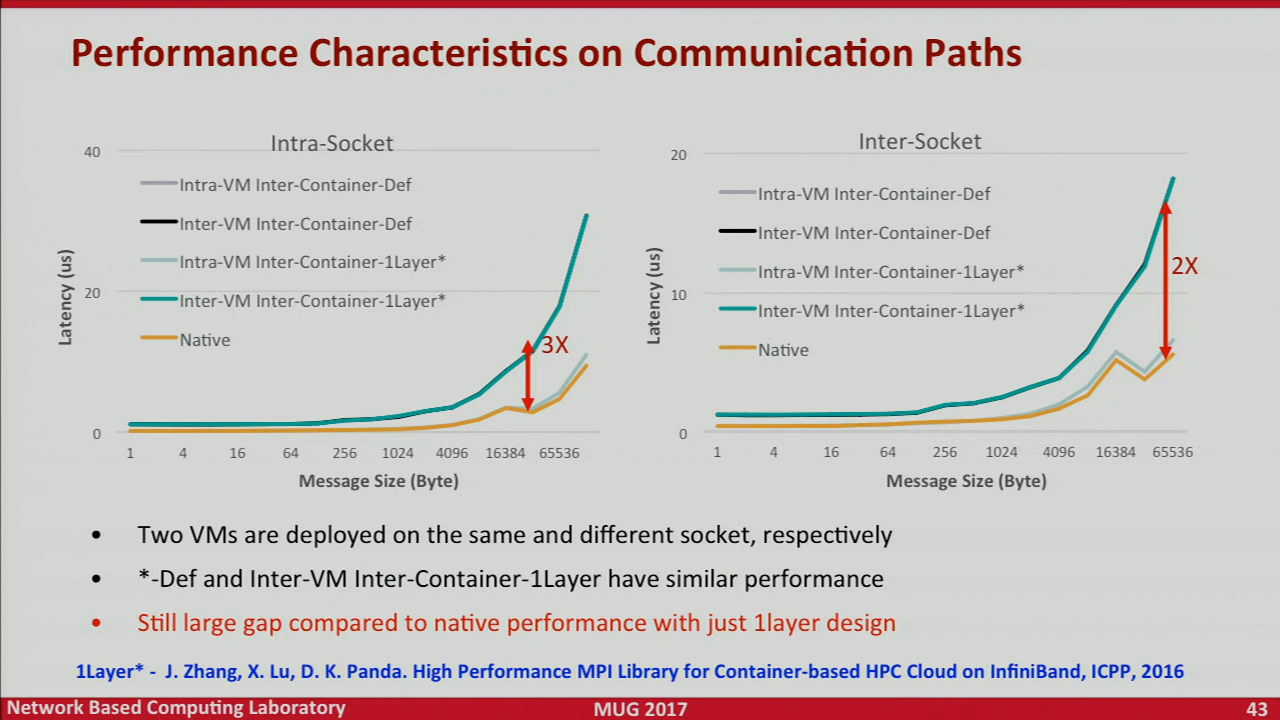 Performance Characteristics on Communication Paths
Intra-Socket
40
20
0
Latency (us)
Intra-VM Inter-Container-Def
Inter-VM Inter-Container-Def
Intra-VM Inter-Container-1Layer*
Inter-VM Inter-Container-1Layer*
Native
3X
1 4 16 64 256 1024 4096 16384 65536
Message Size (Byte)
Inter-Socket
20
10
0
Latency (us)
Intra-VM Inter-Container-Def
Inter-VM Inter-Container-Def
Intra-VM Inter-Container-1Layer*
Inter-VM Inter-Container-1Layer*
Native
2X
1 4 16 64 256 1024 4096 16384 65536
Message Size (Byte)
• Two VMs are deployed on the same and different socket, respectively
• *-Def and Inter-VM Inter-Container-1Layer have similar performance
• Still large gap compared to native performance with just 1layer design
1Layer* - J. Zhang, X. Lu, D. K. Panda. High Performance MPI Library for Container-based HPC Cloud on InfiniBand, ICPP, 2016
Network Based Computing Laboratory MUG 2017 43